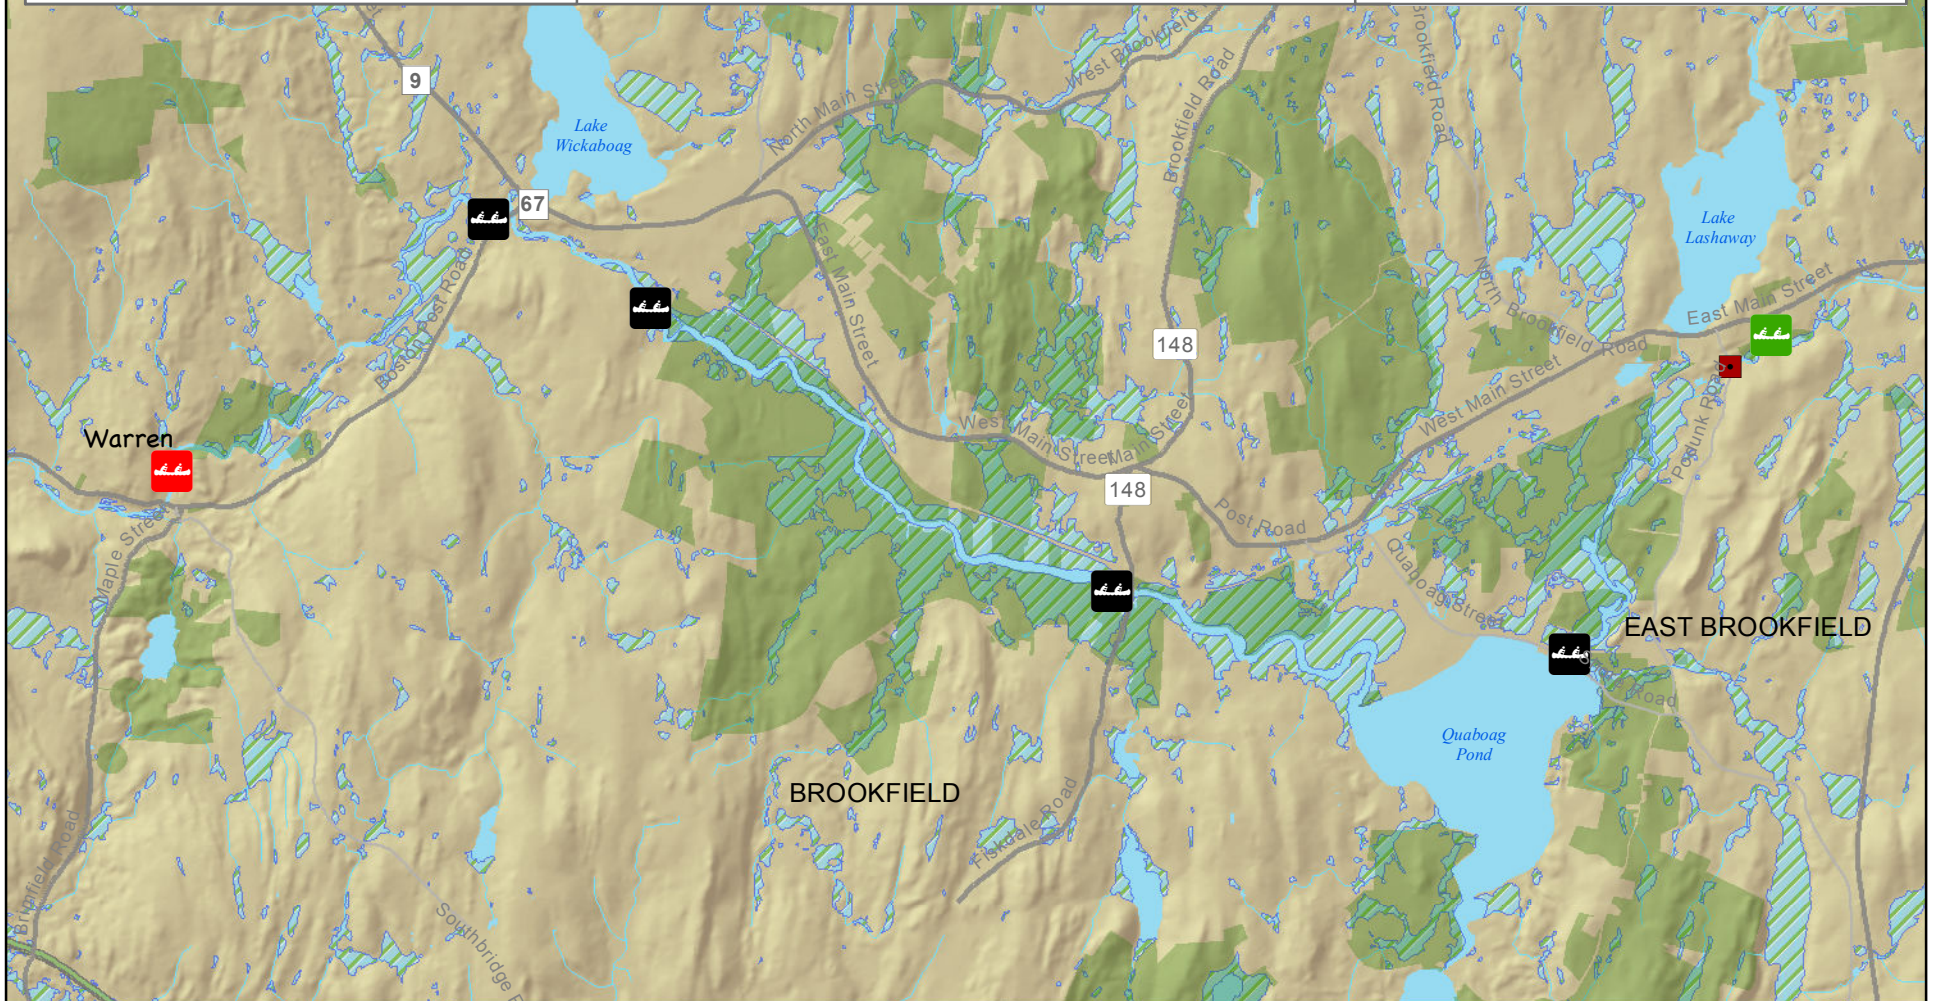 Brookfield Road
West Brookfield
Brookfield Road
North Main Street
9
Lake
Wickaboag
67
Lake
Lashaway
East Main Street
Boston Post Road
East Main Street
North Brookfield Road
148
West Main Street
Podunk Road
West Main Street
Main Street
Warren
148
Post Road
Maple Street
Quaboag Street
EAST BROOKFIELD
Road
Quaboag
Pond
BROOKFIELD
Fiskdale Road
Brimfield Road
Southbridge